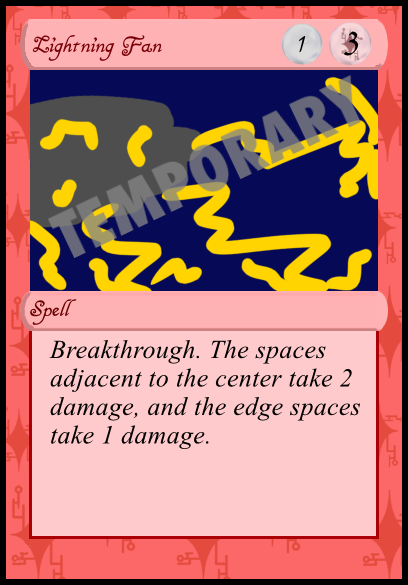 Lightning Fan 1 3
TEMPORARY
Spell
Breakthrough. The spaces
adjacent to the center take 2
damage, and the edge spaces
take 1 damage.